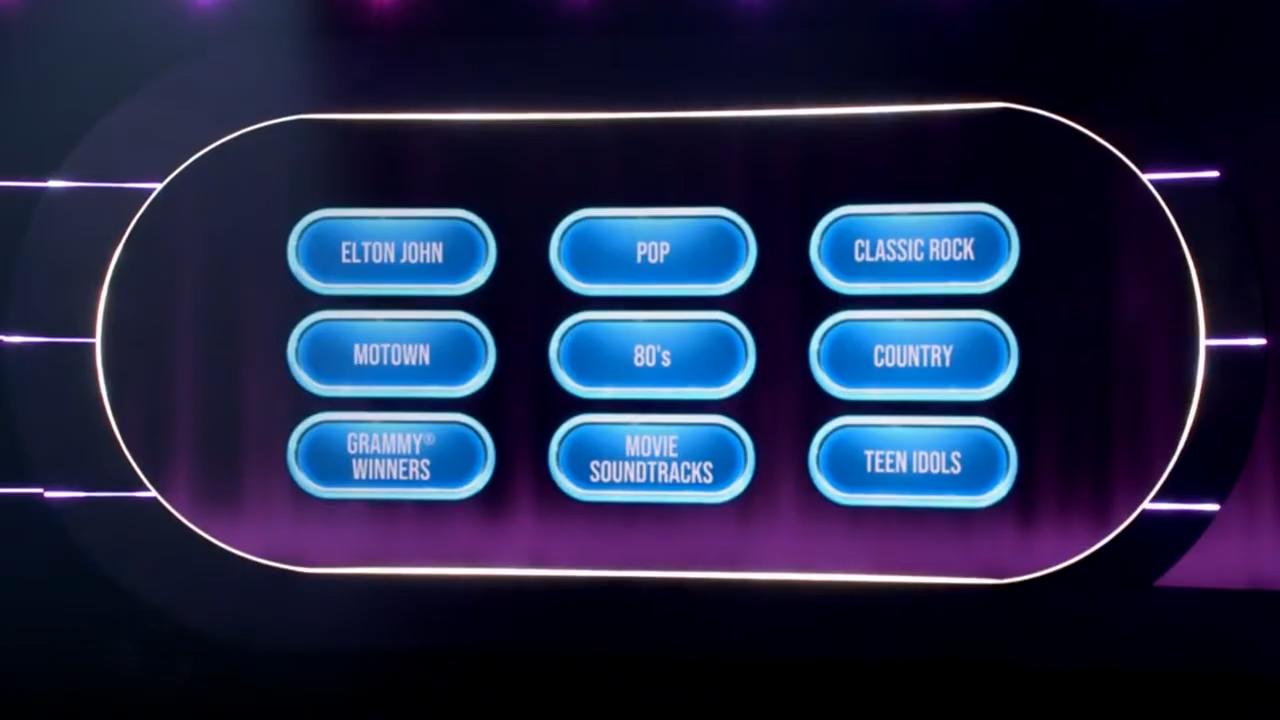 ELTON JOHN
POP
CLASSIC ROCK
MOTOWN
80's
COUNTRY
GRAMMY®
WINNERS
MOVIE
SOUNDTRACKS
TEEN IDOLS